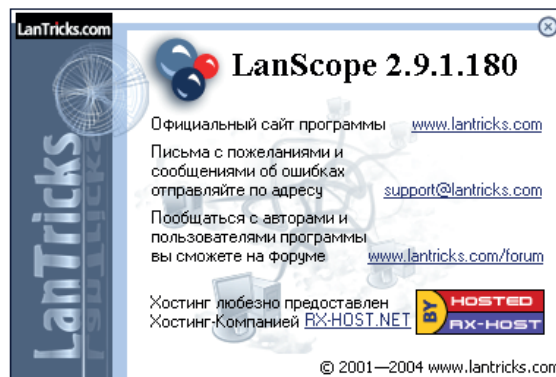 LanTricks.com
LanTricks
LanScope 2.9.1.180
Официальный сайт программы www.lantricks.com
Письма с пожеланиями и
сообщениями об ошибках
отправляйте по адресу support@lantricks.com
Пообщаться с авторами и
пользователями программы
вы сможете на форуме www.lantricks.com/forum
Хостинг любезно предоставлен
Хостинг-Компанией RX-HOST.NET
BY HOSTED
RX-HOST
© 2001—2004 www.lantricks.com